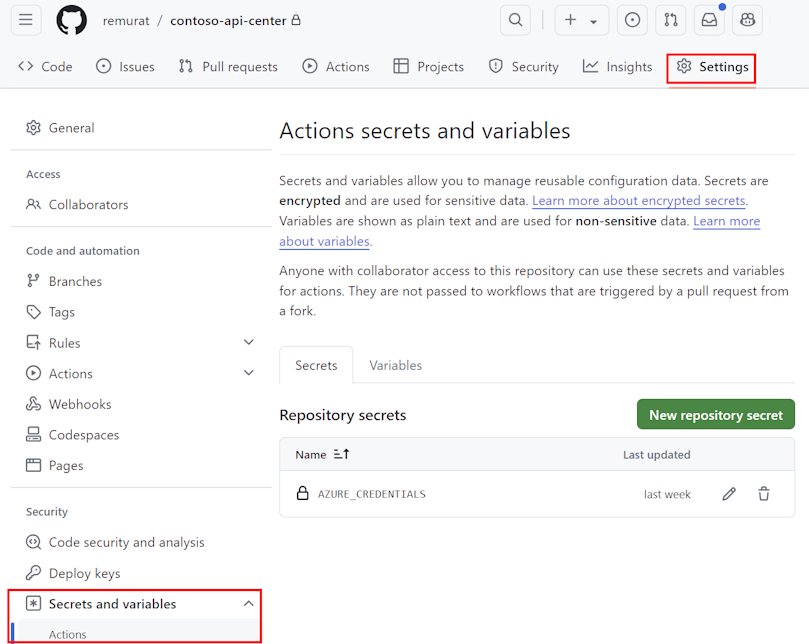 remurat / contoso-api-center
Code Issues Pull requests Actions Projects Security Insights Settings
General
Access
Collaborators
Code and automation
Branches
Tags
Rules
Actions
Webhooks
Codespaces
Pages
Security
Code security and analysis
Deploy keys
Secrets and variables
Actions
Actions secrets and variables
Secrets and variables allow you to manage reusable configuration data. Secrets are
encrypted and are used for sensitive data. Learn more about encrypted secrets.
Variables are shown as plain text and are used for non-sensitive data. Learn more
about variables.
Anyone with collaborator access to this repository can use these secrets and variables
for actions. They are not passed to workflows that are triggered by a pull request from
a fork.
Secrets Variables
Repository secrets New repository secret
Name Last updated
AZURE_CREDENTIALS last week